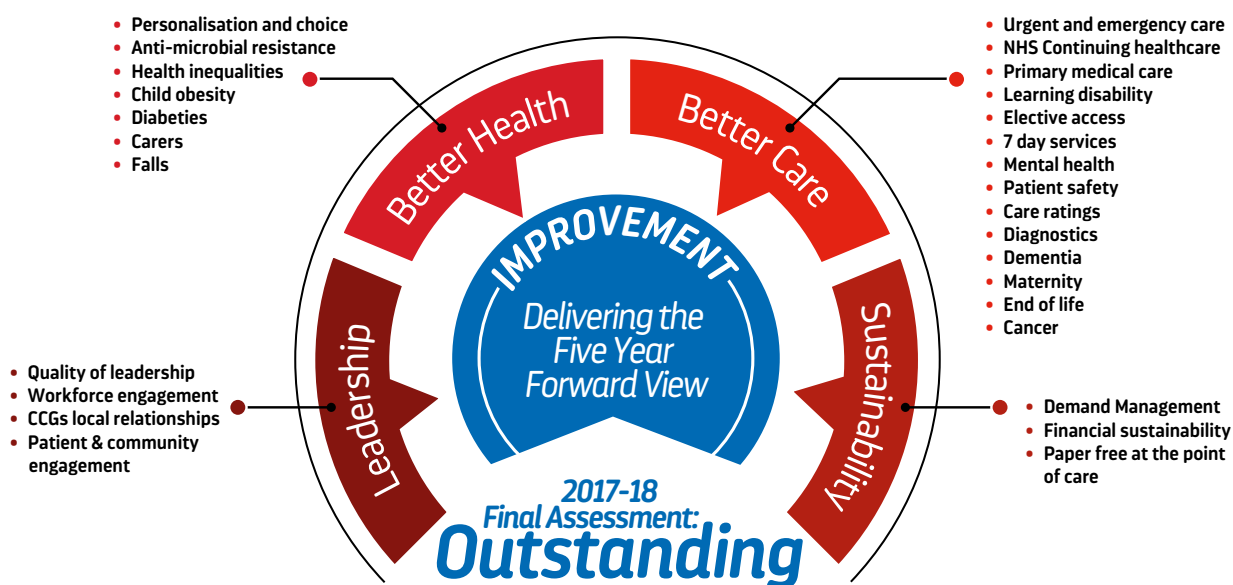 • Personalisation and choice
• Anti-microbial resistance
• Health inequalities
• Child obesity
• Diabeties
• Carers
• Falls
• Urgent and emergency care
• NHS Continuing healthcare
• Primary medical care
• Learning disability
• Elective access
• 7 day services
• Mental health
• Patient safety
• Care ratings
• Diagnostics
• Dementia
• Maternity
• End of life
• Cancer
Better Health
Better Care
Leadership
Sustainability
IMPROVEMENT
Delivering the
Five Year
Forward View
• Quality of leadership
• Workforce engagement
• CCGs local relationships
• Patient & community
engagement
• Demand Management
• Financial sustainability
• Paper free at the point
of care
2017-18
Final Assessment:
Outstanding